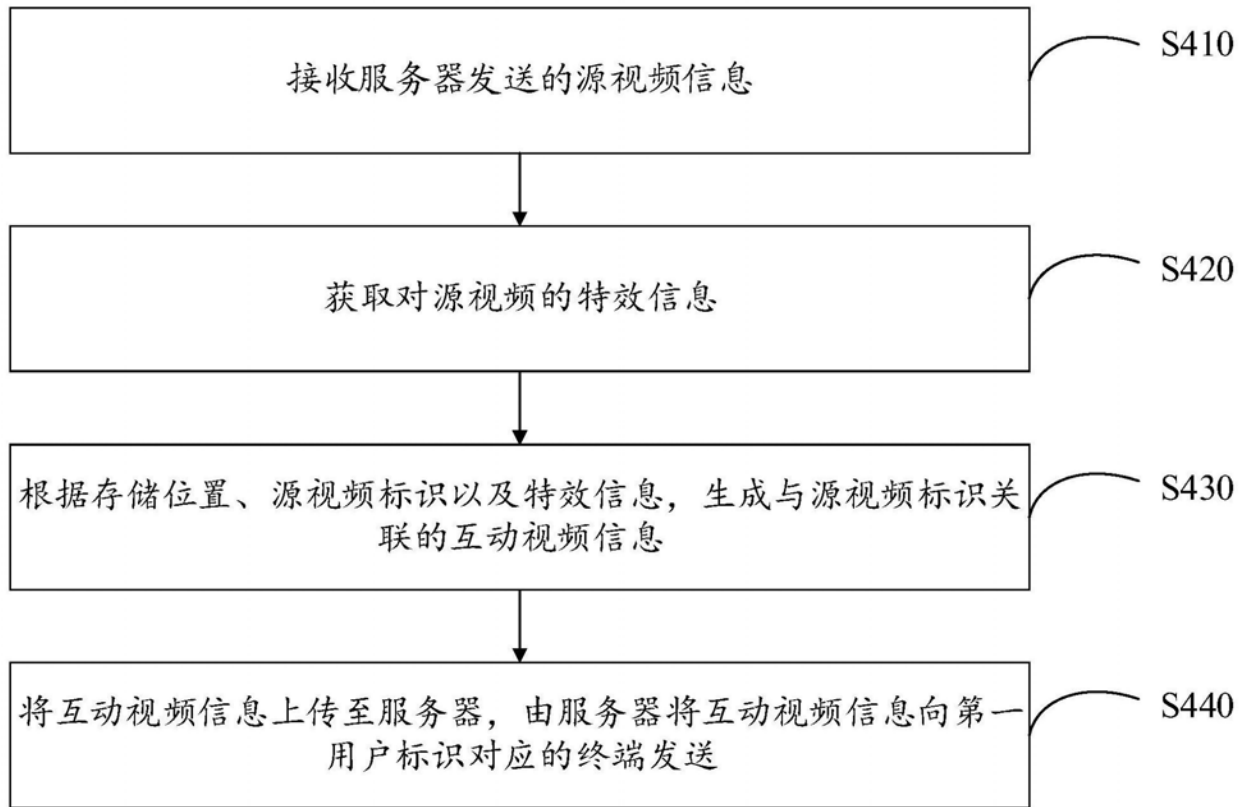 接收服务器发送的源视频信息
S410
获取对源视频的特效信息
S420
根据存储位置、源视频标识以及特效信息，生成与源视频标识关
联的互动视频信息
S430
将互动视频信息上传至服务器，由服务器将互动视频信息向第一
用户标识对应的终端发送
S440